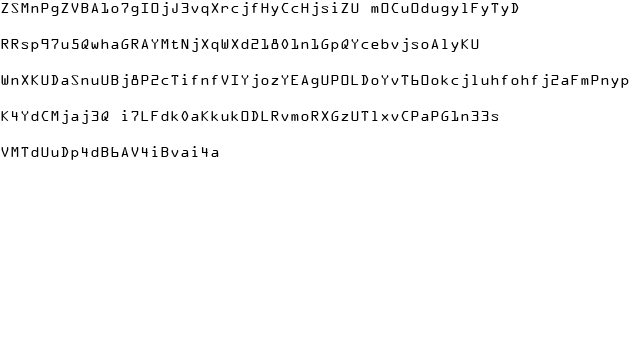 ZSMnPgZVBA1o7gIOjJ3vqXrcjfHyCcHjsiZU mOCuOdugylFyTyD
RRsp97u5QwhaGRAYMtNjXqWXd21801n1GpQYcebvjsoAlyKU
WnXKUDaSnuUBj8P2cTifnfVIYjozYEAgUPOLDoYvT6Ookcjluhfohfj2aFmPnyp
K4YdCMjaj3Q i7LFdk0aKkukODLRvmoRXGzUTlxvCPaPG1n33s
VMTdUuDp4dB6AV4iBvai4a